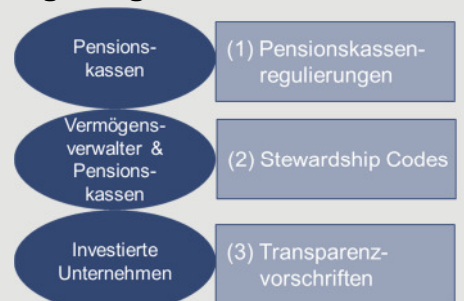 Pensions-
kassen
(1) Pensionskassen-
regulierungen
Vermögens-
verwalter &
Pensions-
kassen
(2) Stewardship Codes
Investierte
Unternehmen
(3) Transparenz-
vorschriften